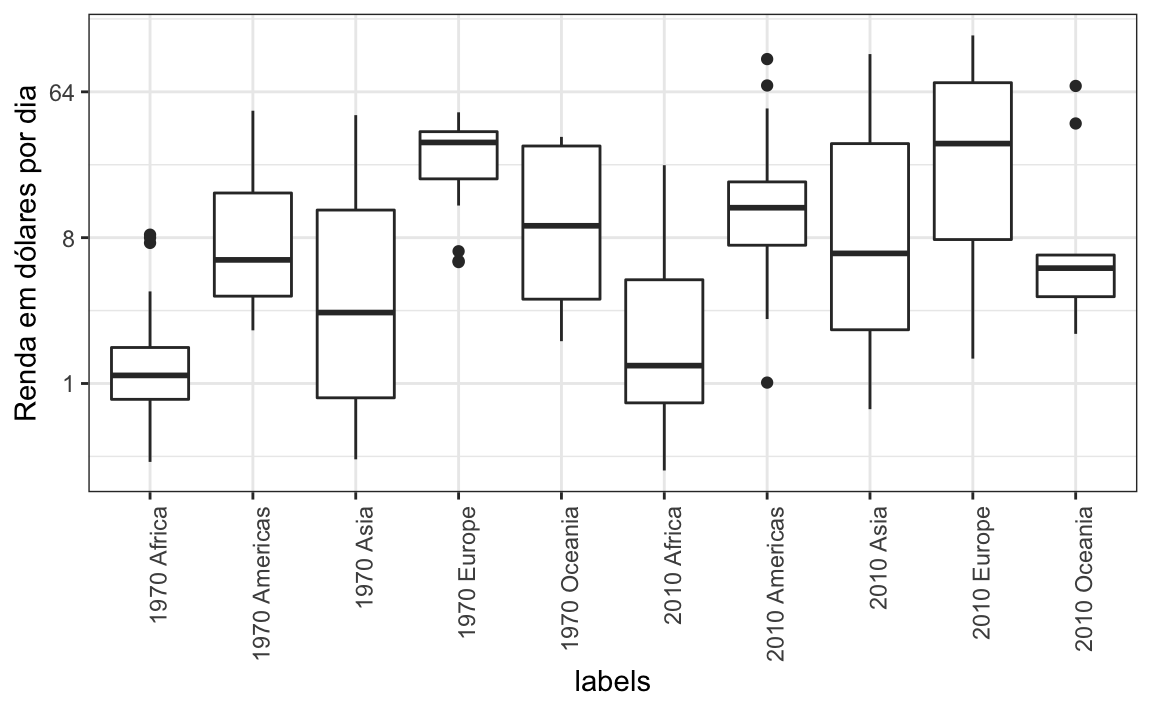 Renda em dólares por dia
64
8
1
1970 Africa
1970 Americas
1970 Asia
1970 Europe
1970 Oceania
2010 Africa
2010 Americas
2010 Asia
2010 Europe
2010 Oceania
labels